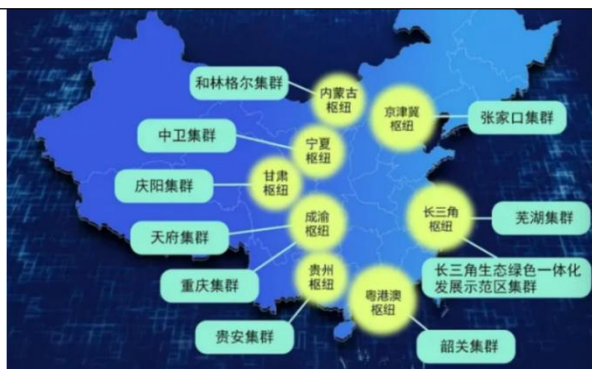 和林格尔集群
内蒙古
枢纽
京津冀
枢纽
张家口集群
中卫集群
宁夏
枢纽
庆阳集群
甘肃
枢纽
天府集群
成渝
枢纽
长三角
枢纽
芜湖集群
重庆集群
贵州
枢纽
粤港澳
枢纽
长三角生态绿色一体化
发展示范区集群
贵安集群
韶关集群